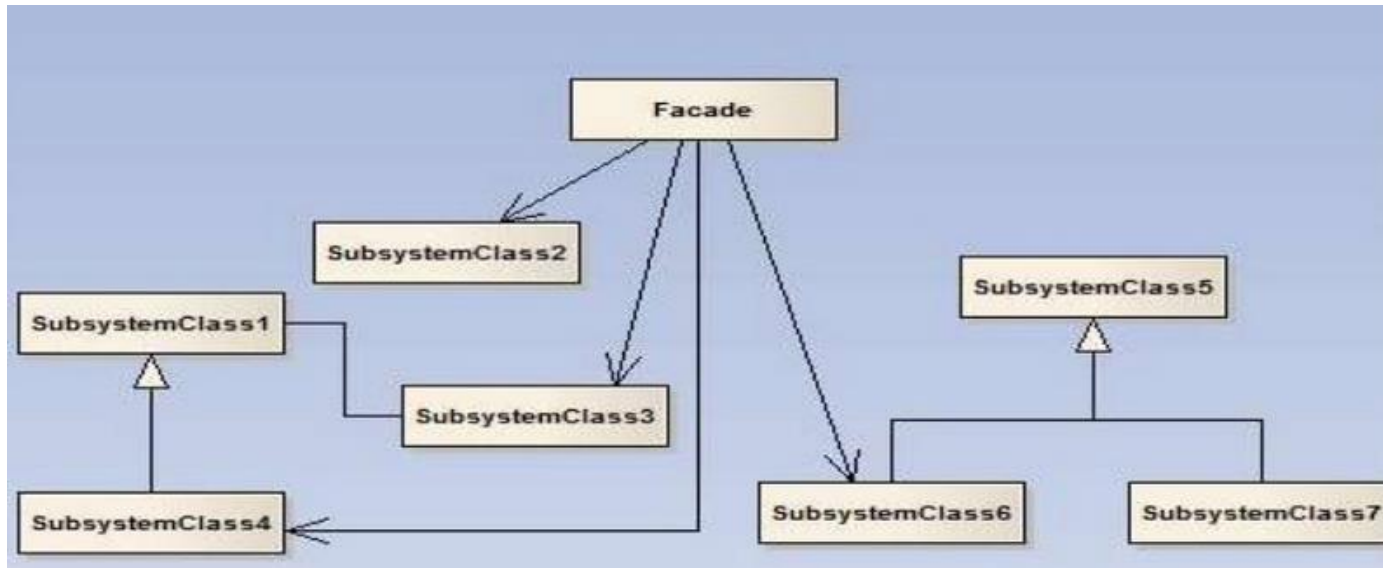 Facade
SubsystemClass2
SubsystemClass5
SubsystemClass1
SubsystemClass3
SubsystemClass4
SubsystemClass6
SubsystemClass7